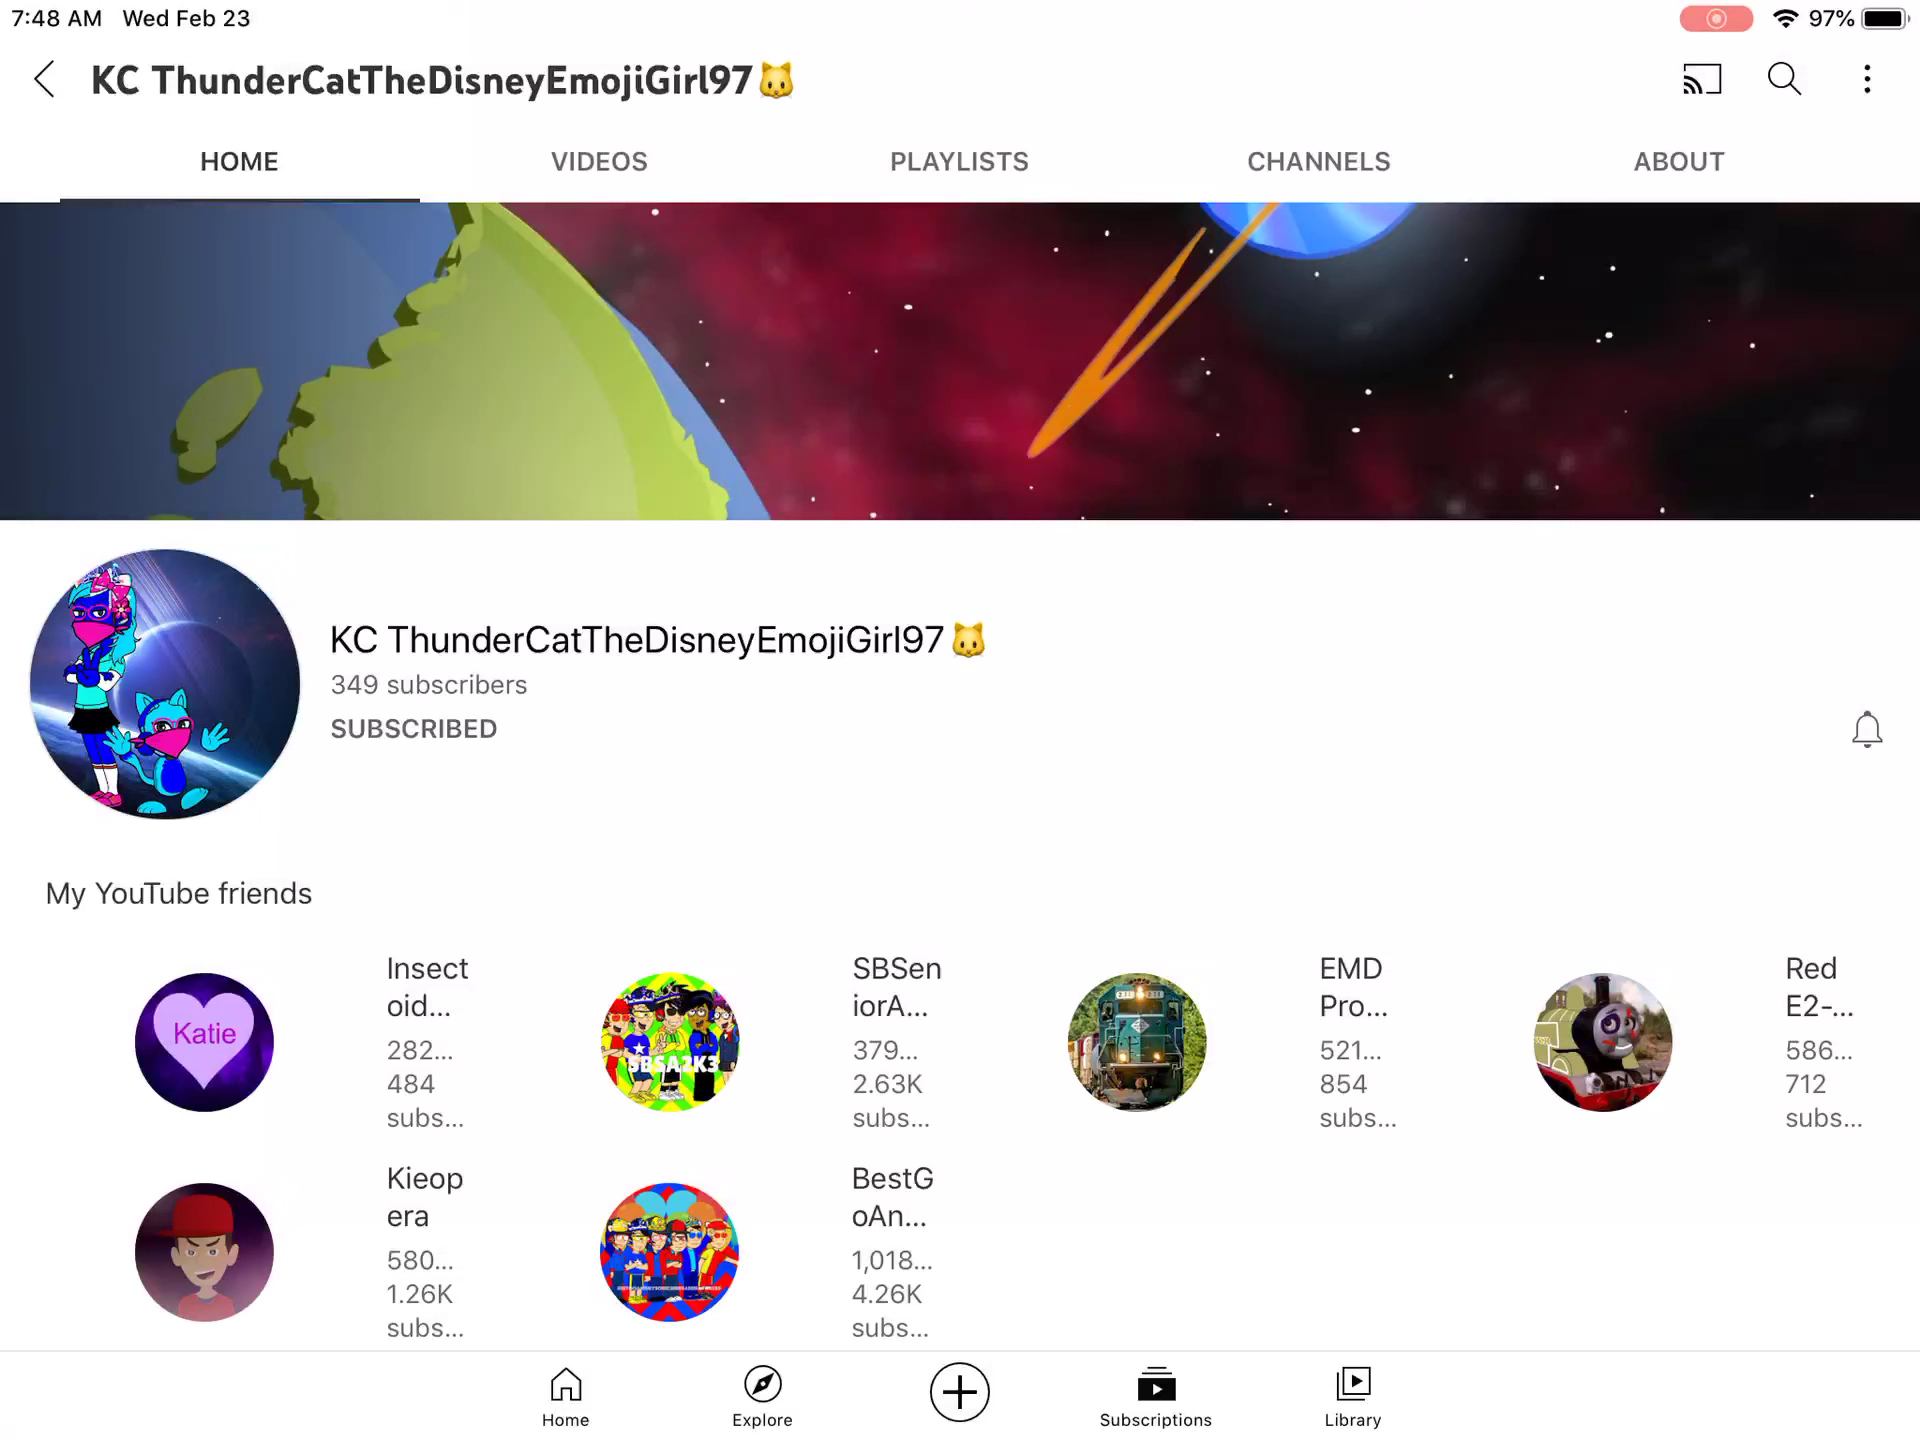 7:48 AM Wed Feb 23
97%
KC ThunderCatTheDisneyEmojiGirl97🐱
HOME
VIDEOS
PLAYLISTS
CHANNELS
ABOUT
KC ThunderCatTheDisneyEmojiGirl97🐱
349 subscribers
SUBSCRIBED
My YouTube friends
Katie
Insect
oid...
282...
484
subs...
SBSA2K3
SBSen
iorA...
379...
2.63K
subs...
EMD
Pro...
521...
854
subs...
Red
E2-...
586...
712
subs...
Kieop
era
580...
1.26K
subs...
BestG
oAn...
1,018...
4.26K
subs...
Home
Explore
Subscriptions
Library